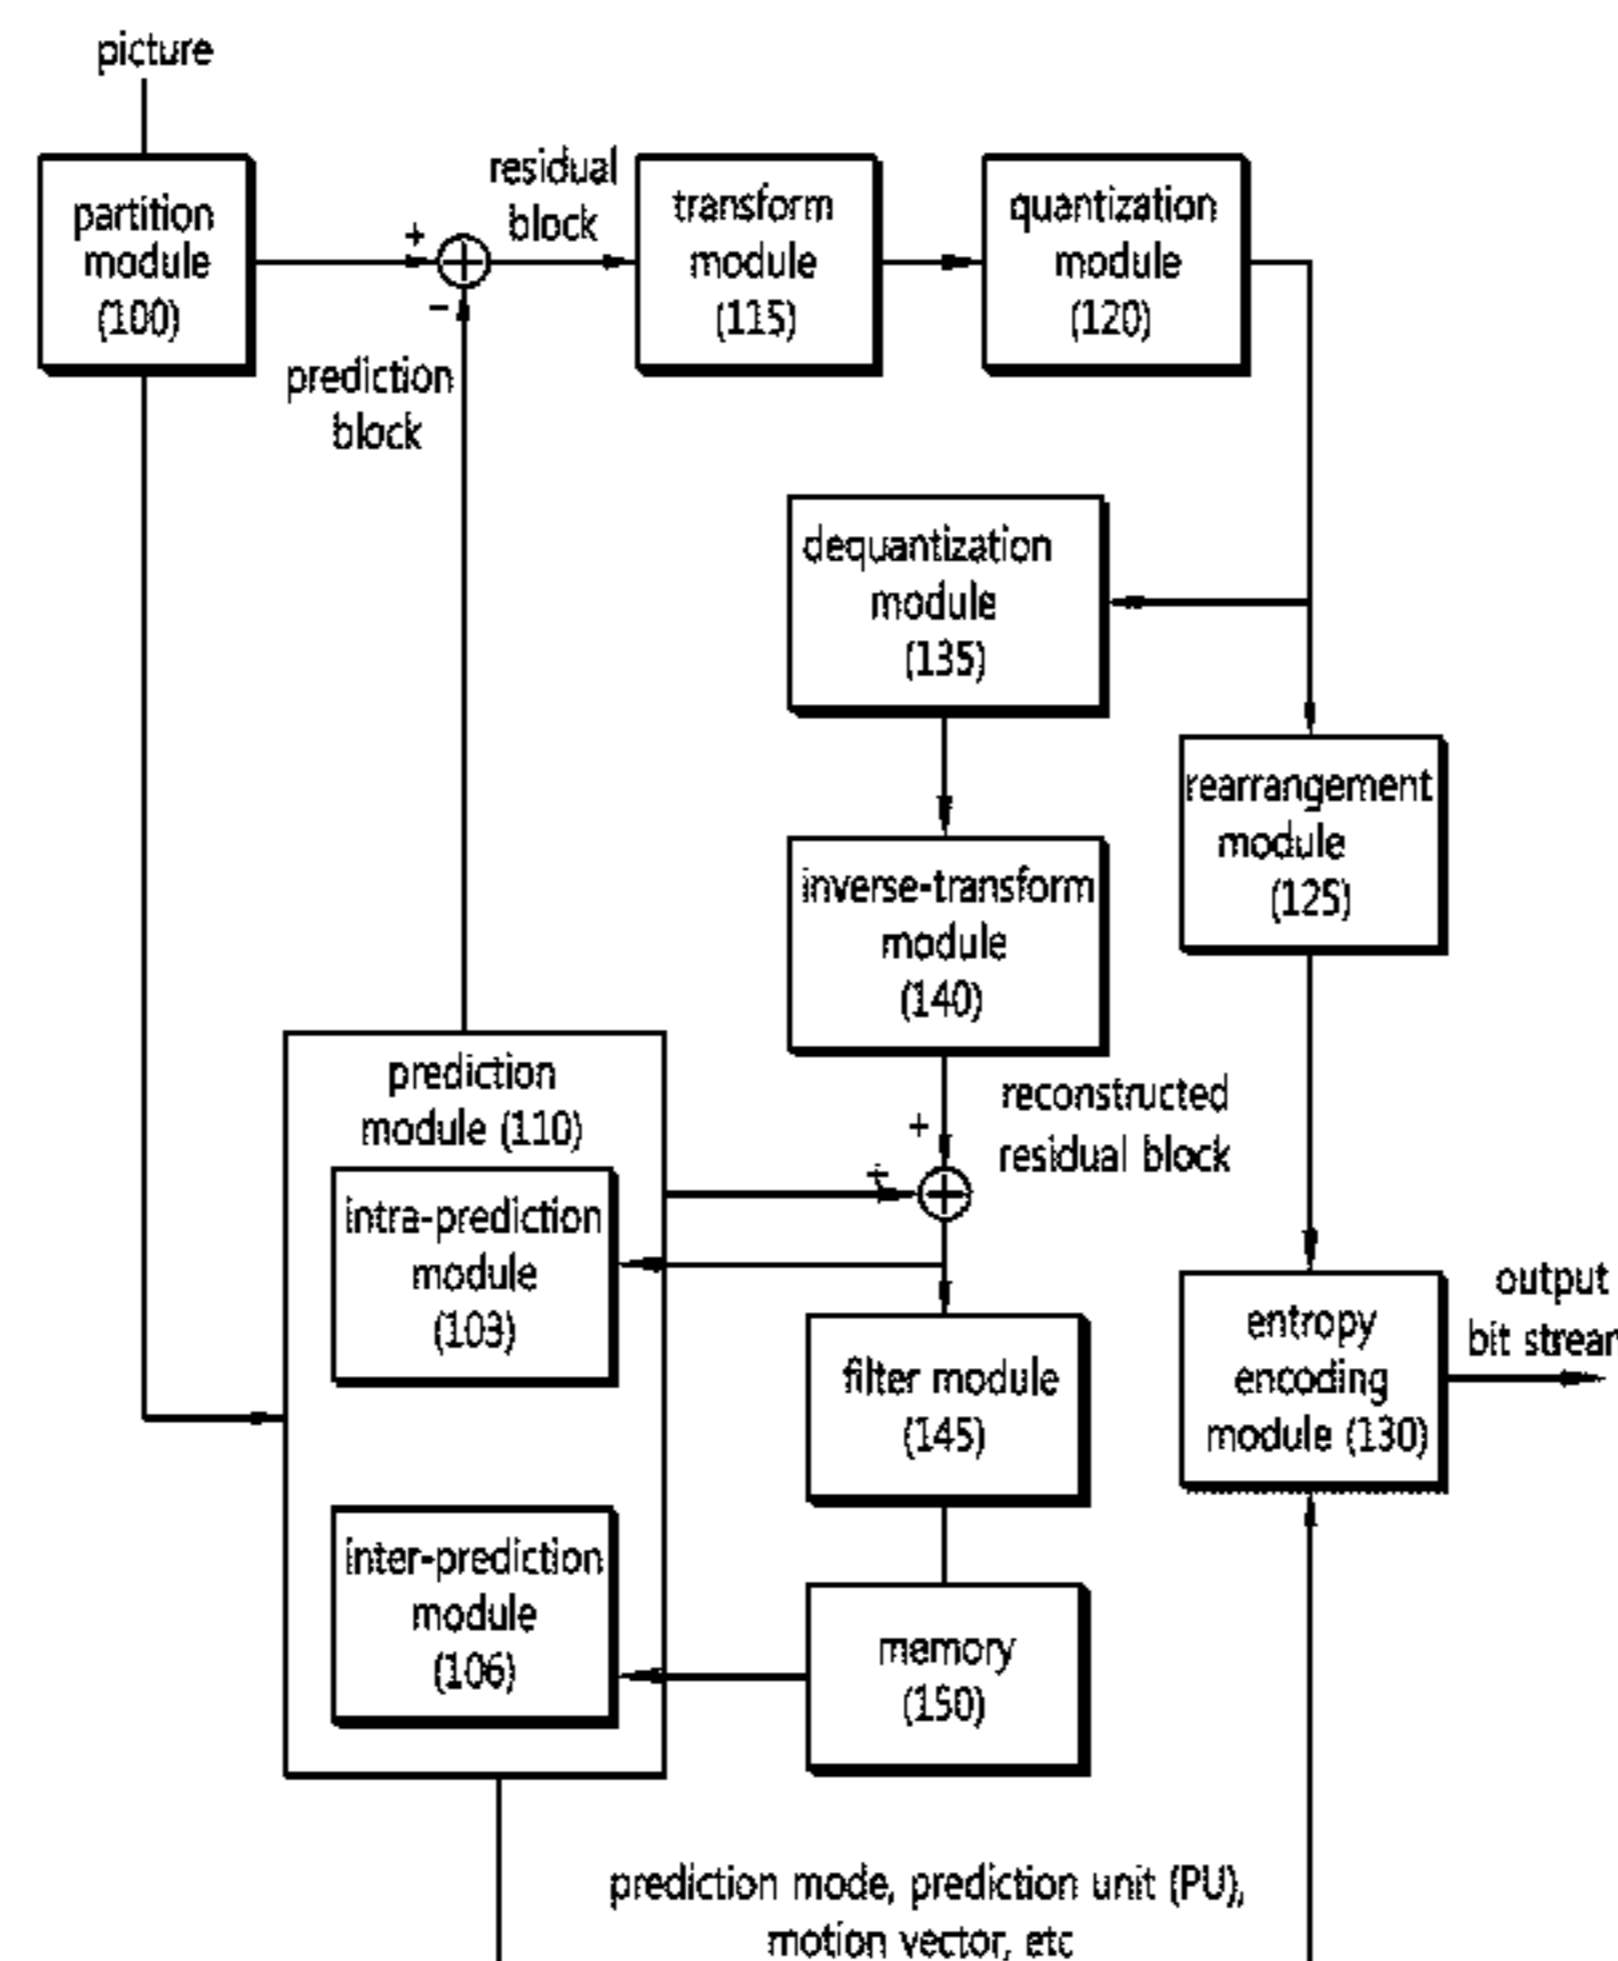 picture
partition
module
(100)
+
−
residual
block
prediction
block
transform
module
(115)
quantization
module
(120)
dequantization
module
(135)
rearrangement
module
(125)
inverse-transform
module
(140)
reconstructed
residual block
+
+
prediction
module (110)
intra-prediction
module
(103)
filter module
(145)
entropy
encoding
module (130)
output
bit strear
inter-prediction
module
(106)
memory
(150)
prediction mode, prediction unit (PU),
motion vector, etc